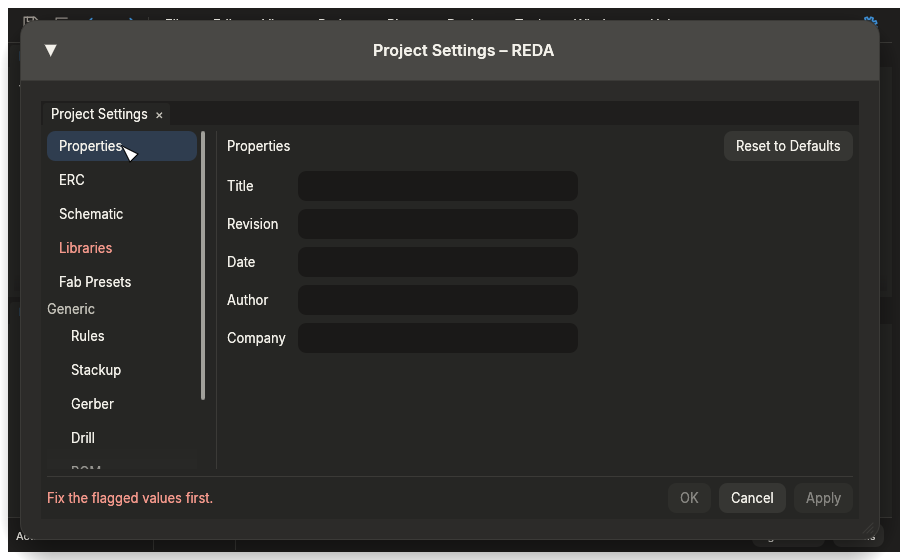 Project Settings – REDA
Project Settings ×
Properties
ERC
Schematic
Libraries
Fab Presets
Generic
Rules
Stackup
Gerber
Drill
Properties
Reset to Defaults
Title
Revision
Date
Author
Company
Fix the flagged values first.
OK
Cancel
Apply